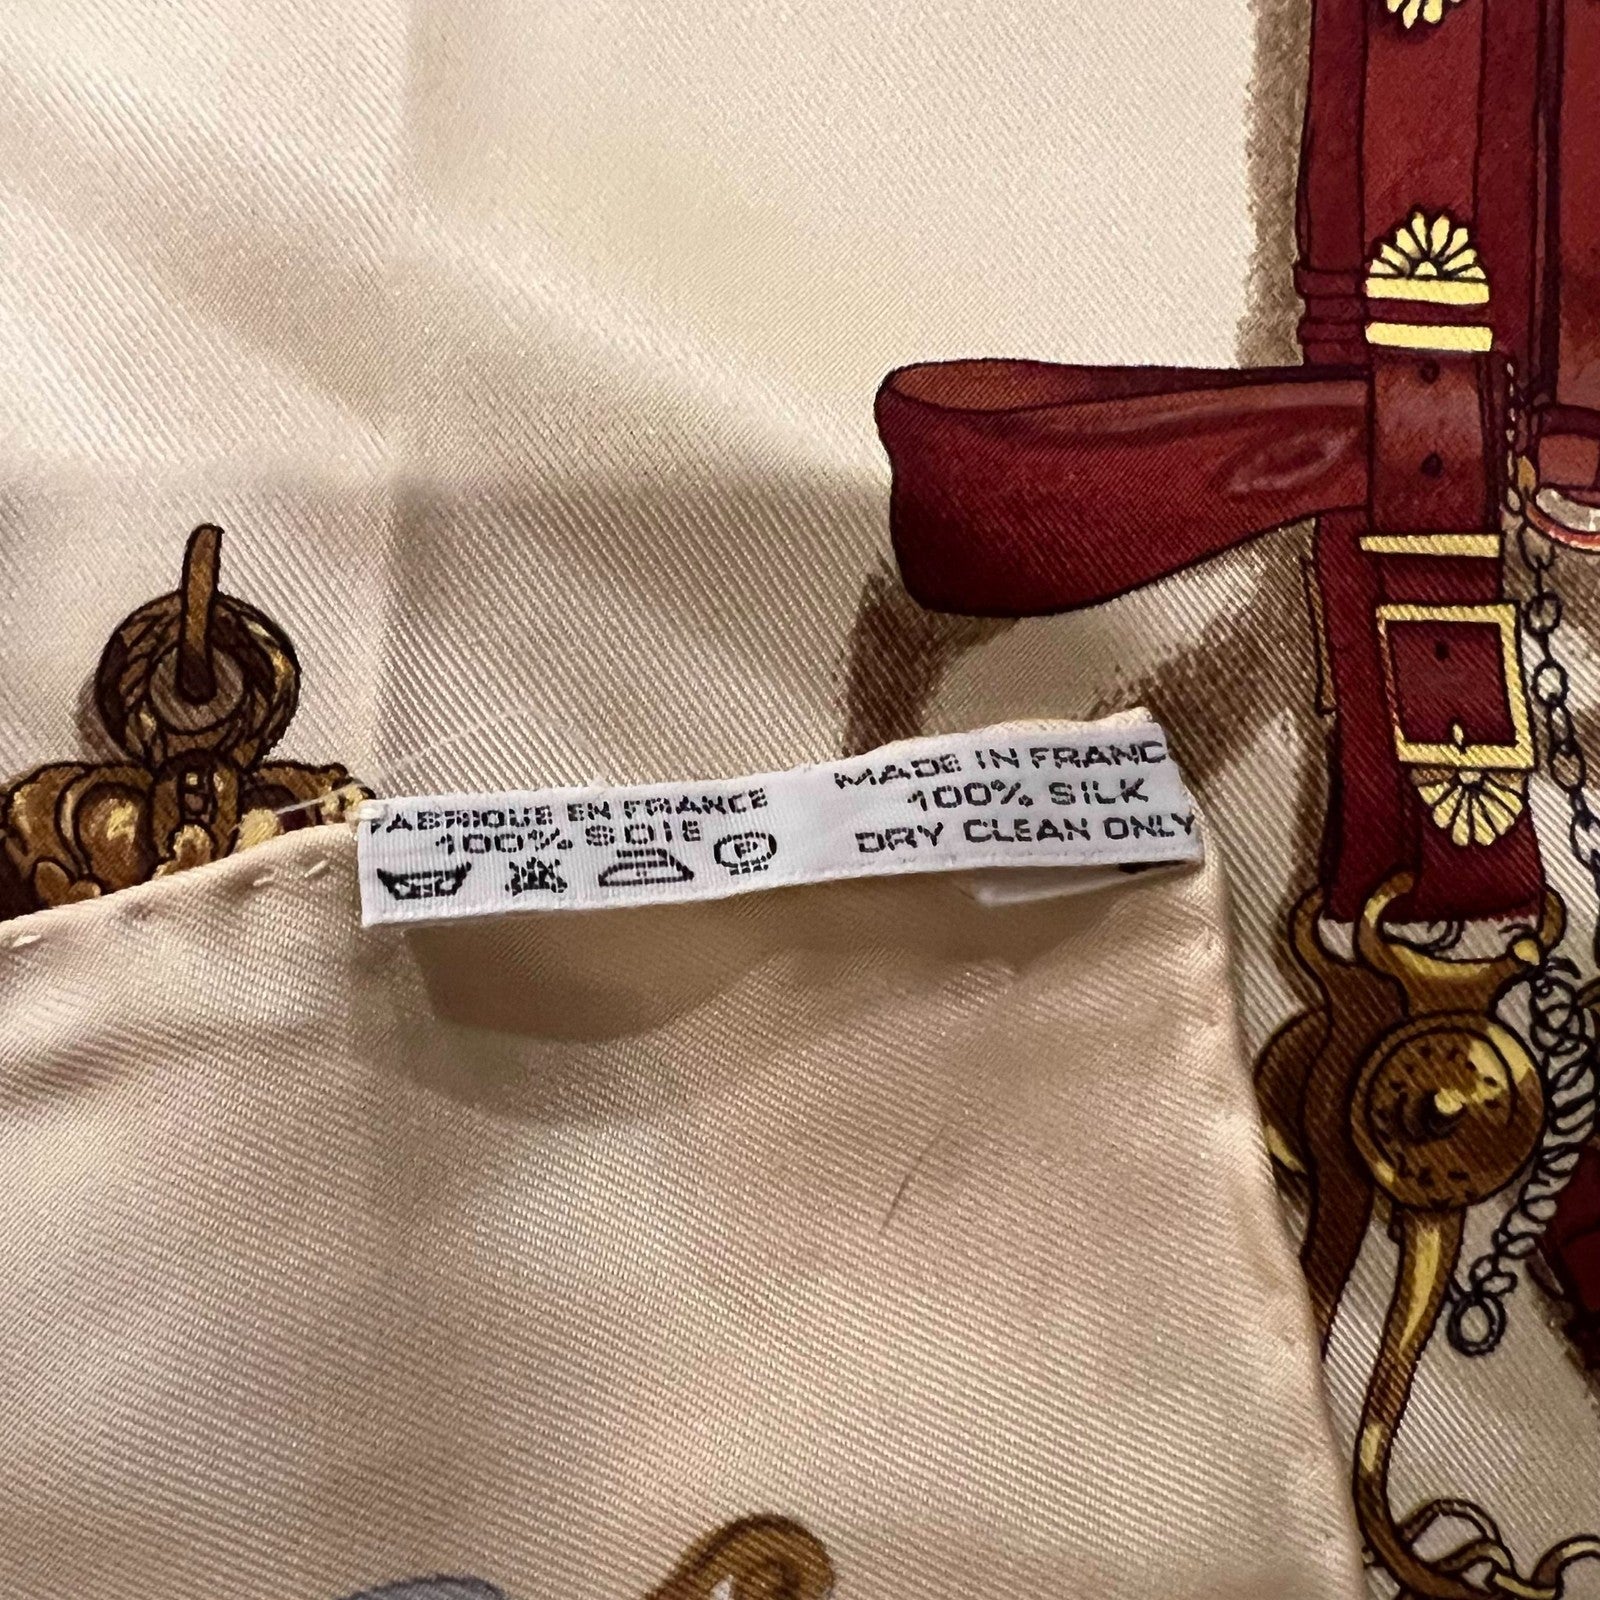 FABRIQUE EN FRANCE
100% SOIE
P
MADE IN FRANC
100% SILK
DRY CLEAN ONLY